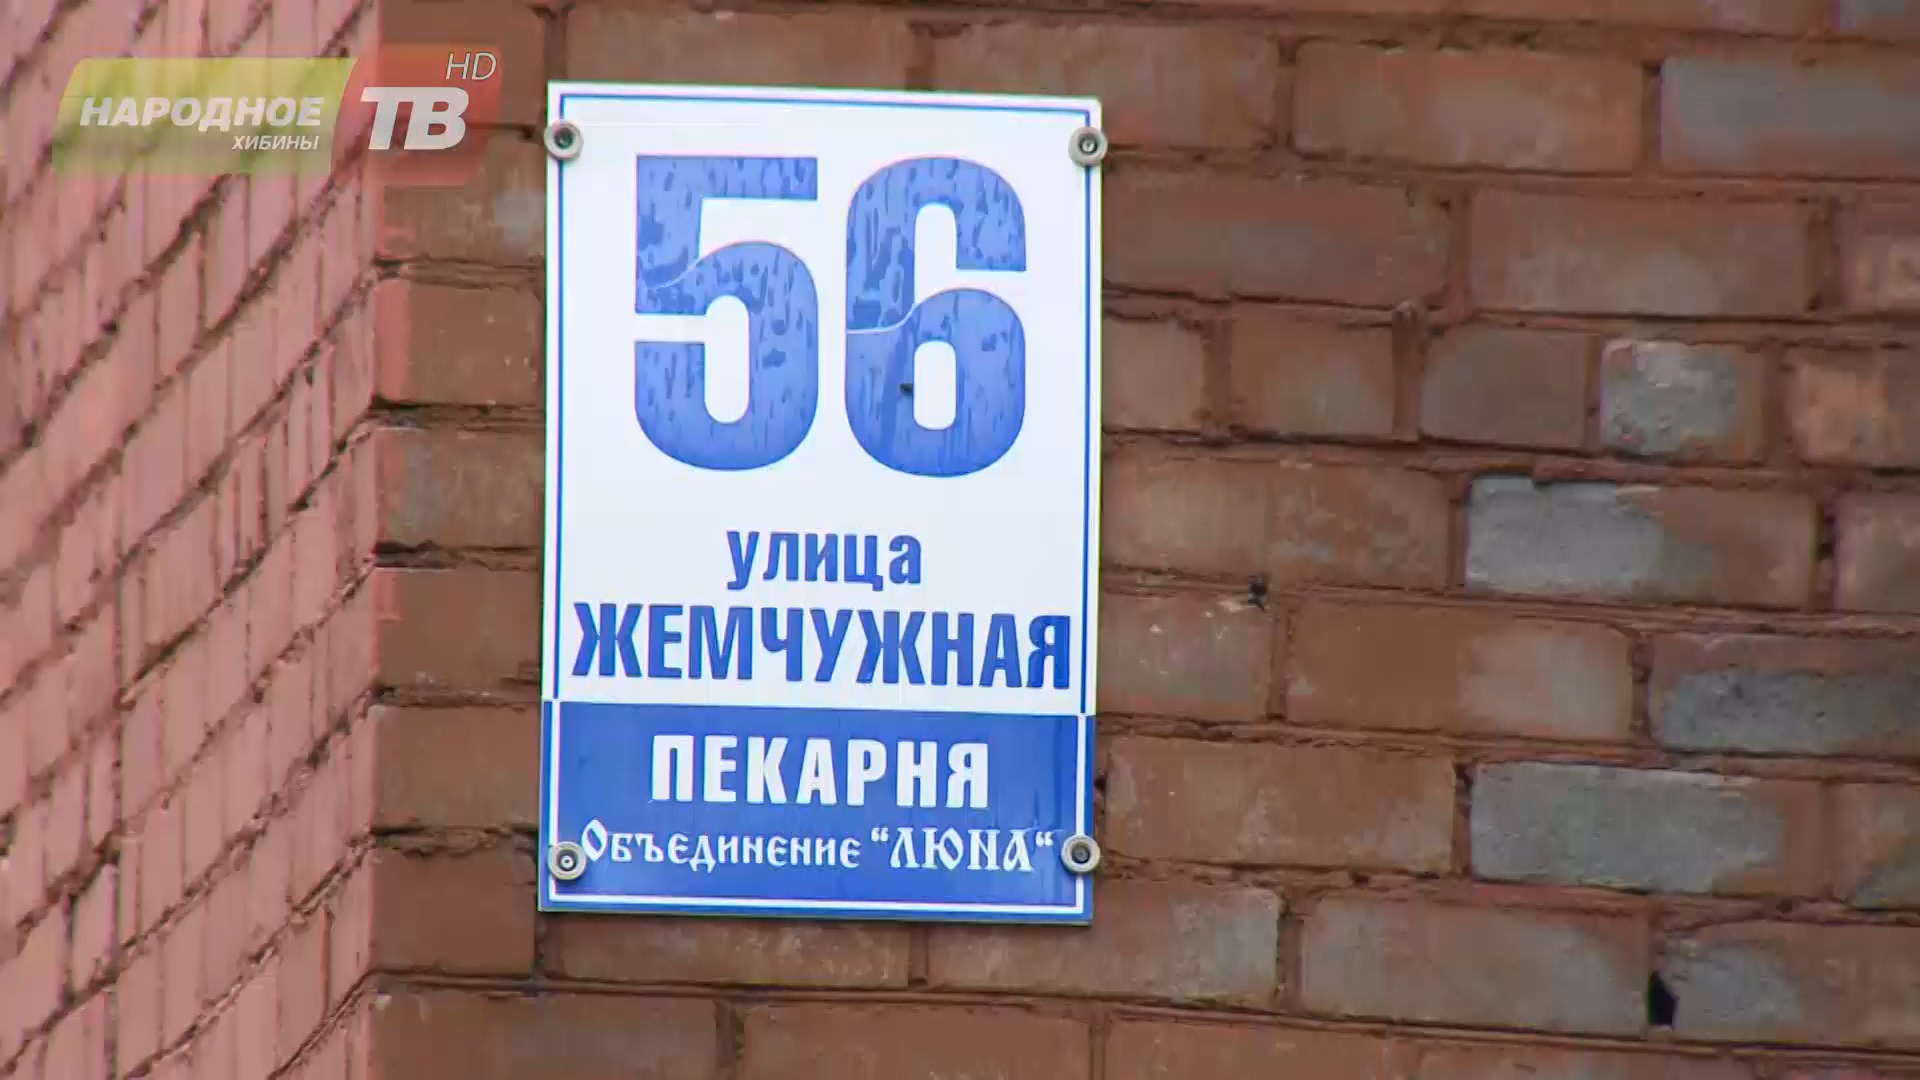 НАРОДНОЕ ТВ HD
ХИБИНЫ
56
улица
ЖЕМЧУЖНАЯ
ПЕКАРНЯ
Объединение “ЛЮНА“